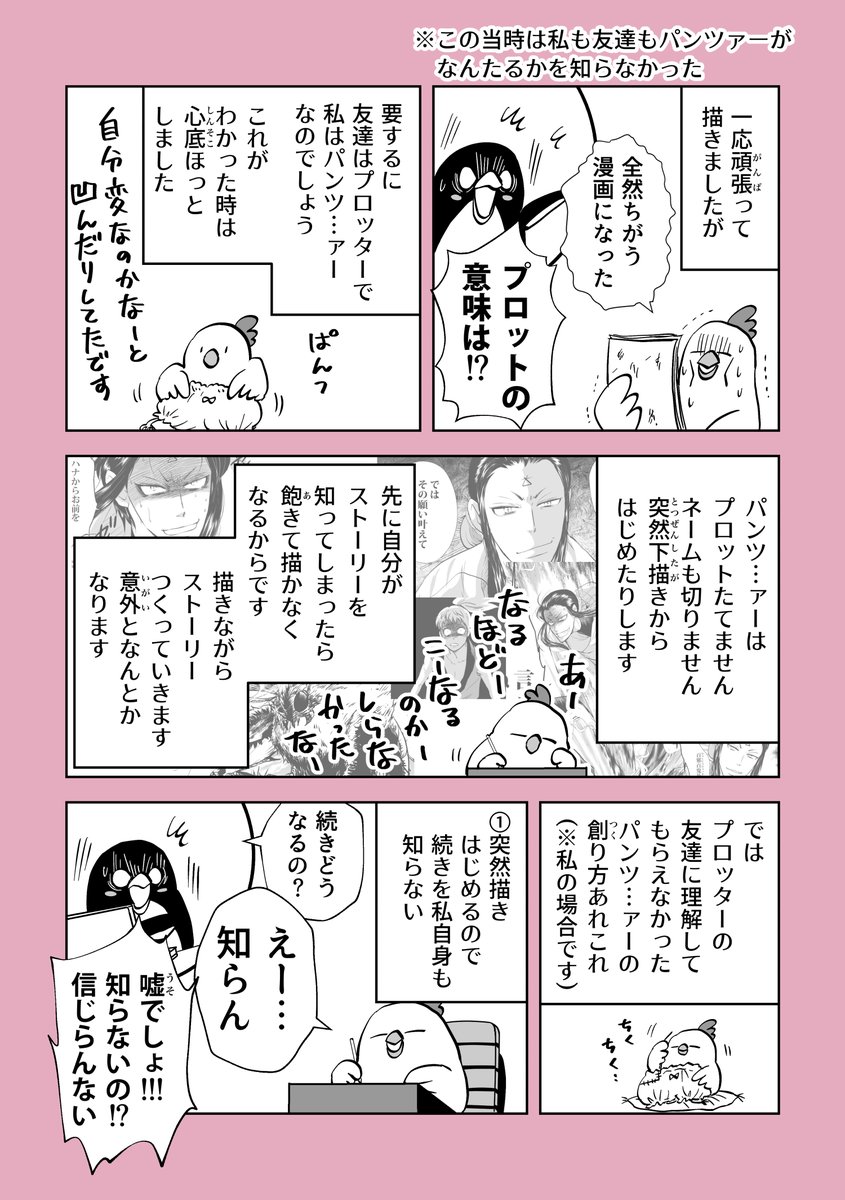 ※この当時は私も友達もパンツァーが
なんたるかを知らなかった
一応頑張って
描きましたが
全然ちがう
漫画になった
プロットの
意味は!?
要するに
友達はプロッターで
私はパンツ…ァー
なのでしょう
これが
わかった時は
心底ほっと
しました
自分変なのかなーと
凹んだりしてたです
ぱんっ
パンツ…ァーは
プロットたてません
ネームも切りません
突然下描きから
はじめたりします
先に自分が
ストーリーを
知ってしまったら
飽きて描かなく
なるからです
描きながら
ストーリー
つくっていきます
意外となんとか
なります
では
その願い叶えて
ハナからお前を
あー
なる
ほどー
こーなる
のかー
しらな
かった
なー
では
プロッターの
友達に理解して
もらえなかった
パンツ…ァーの
創り方あれこれ
(※私の場合です)
ちく
ちく…
①突然描き
はじめるので
続きを私自身も
知らない
続きどう
なるの?
えー…
知らん
嘘でしょ!!!
知らないの!?
信じらんない